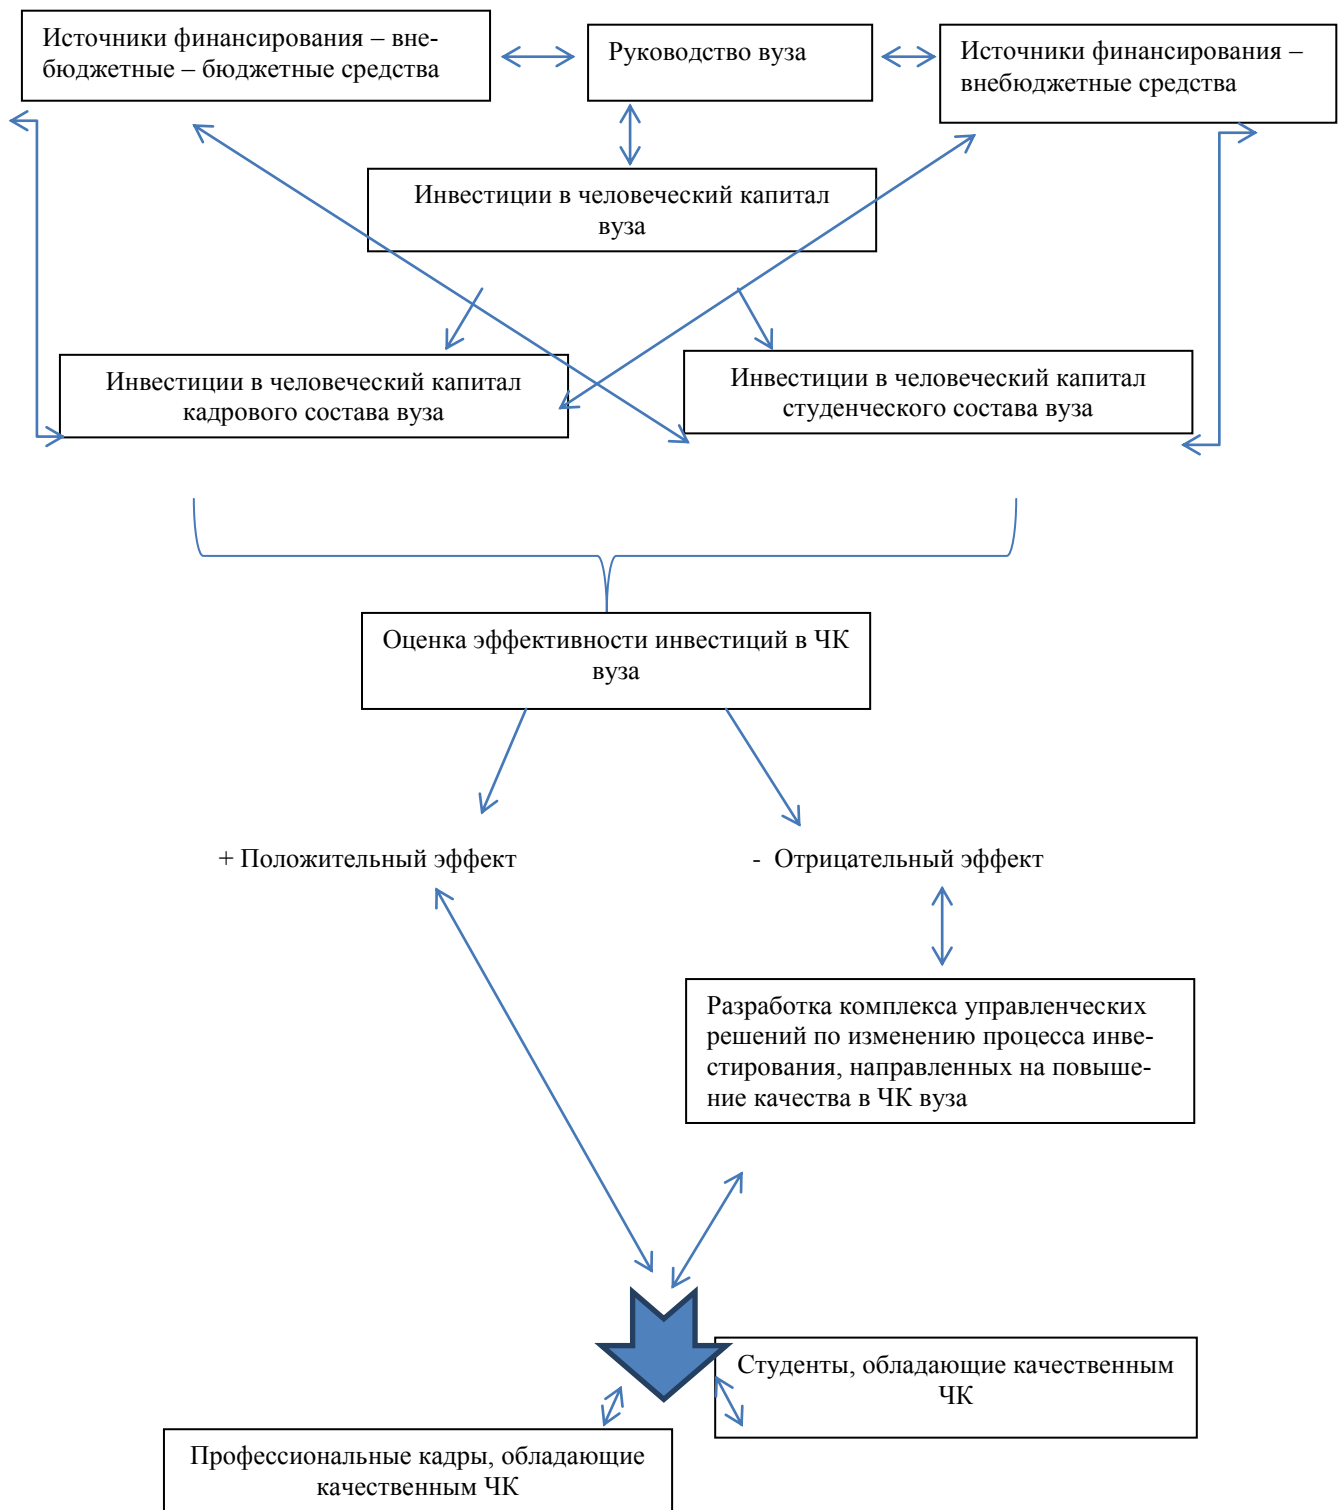 Источники финансирования – вне-
бюджетные – бюджетные средства
Руководство вуза
Источники финансирования –
внебюджетные средства
Инвестиции в человеческий капитал
вуза
Инвестиции в человеческий капитал
кадрового состава вуза
Инвестиции в человеческий капитал
студенческого состава вуза
Оценка эффективности инвестиций в ЧК
вуза
+ Положительный эффект
- Отрицательный эффект
Разработка комплекса управленческих
решений по изменению процесса инве-
стирования, направленных на повыше-
ние качества в ЧК вуза
Студенты, обладающие качественным
ЧК
Профессиональные кадры, обладающие
качественным ЧК